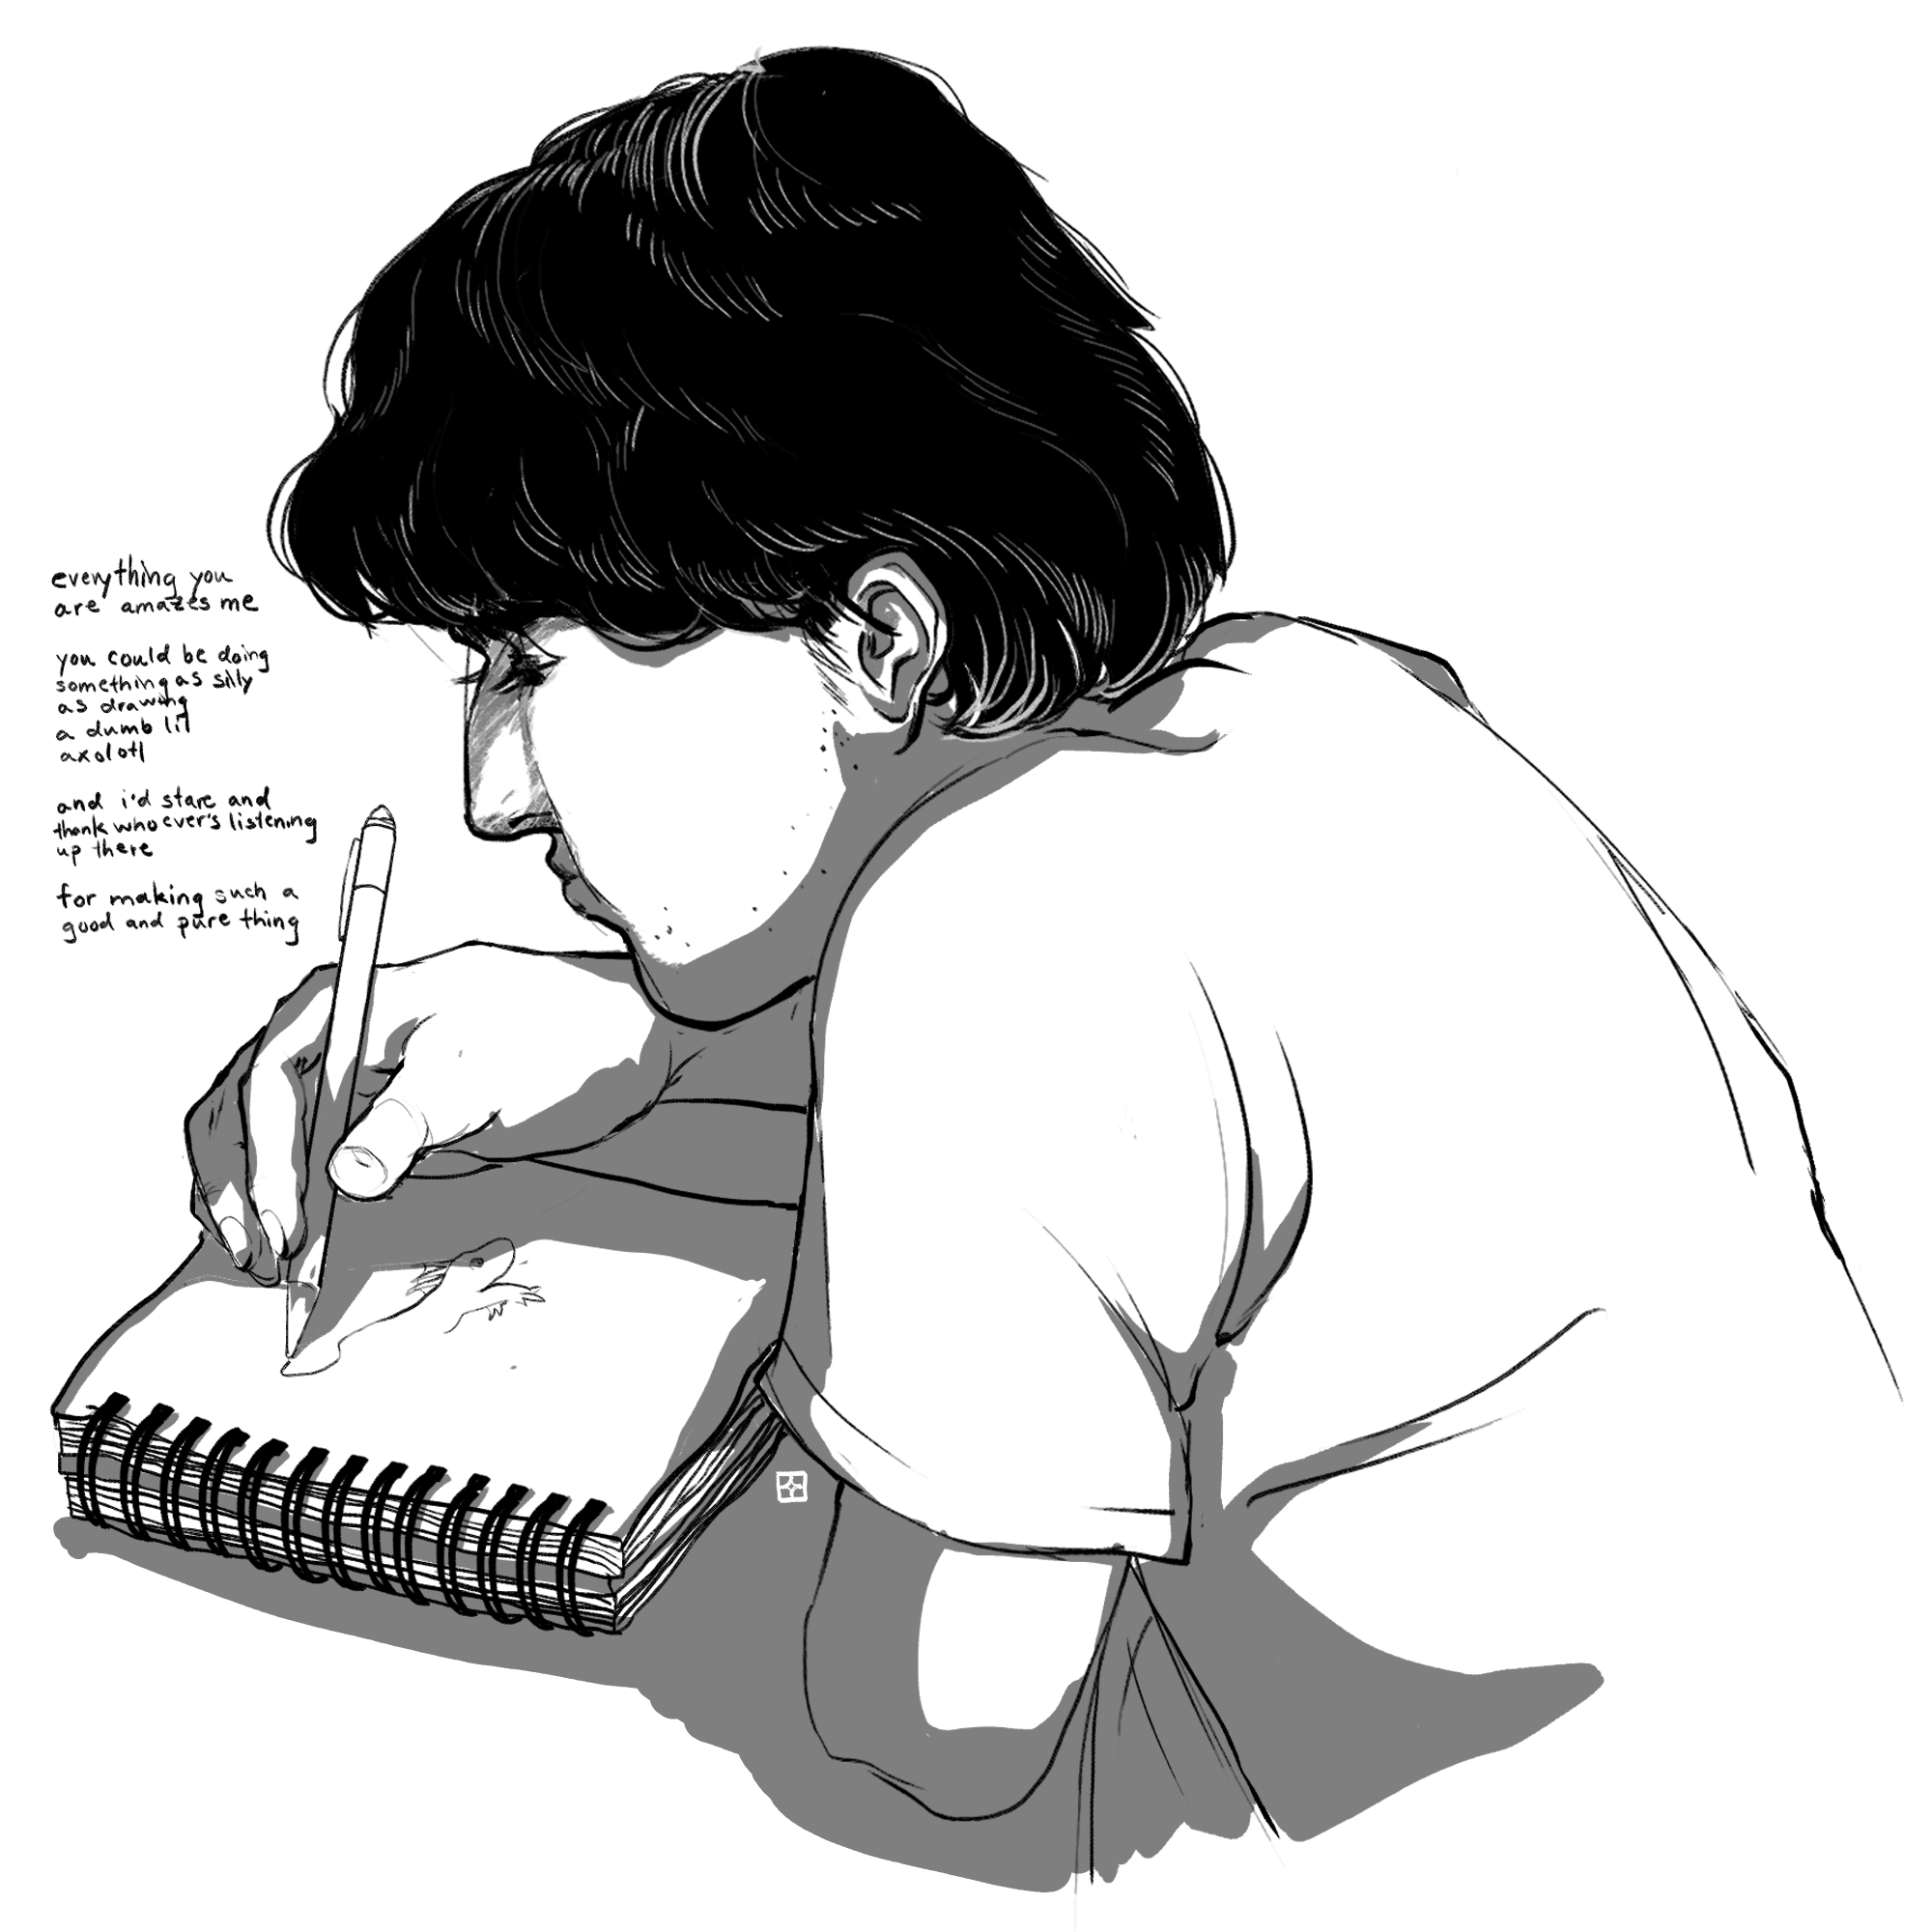 everything you
are amazes me
you could be doing
something as silly
as drawing
a dumb lil
axolotl
and i'd stare and
thank whoever's listening
up there
for making such a
good and pure thing